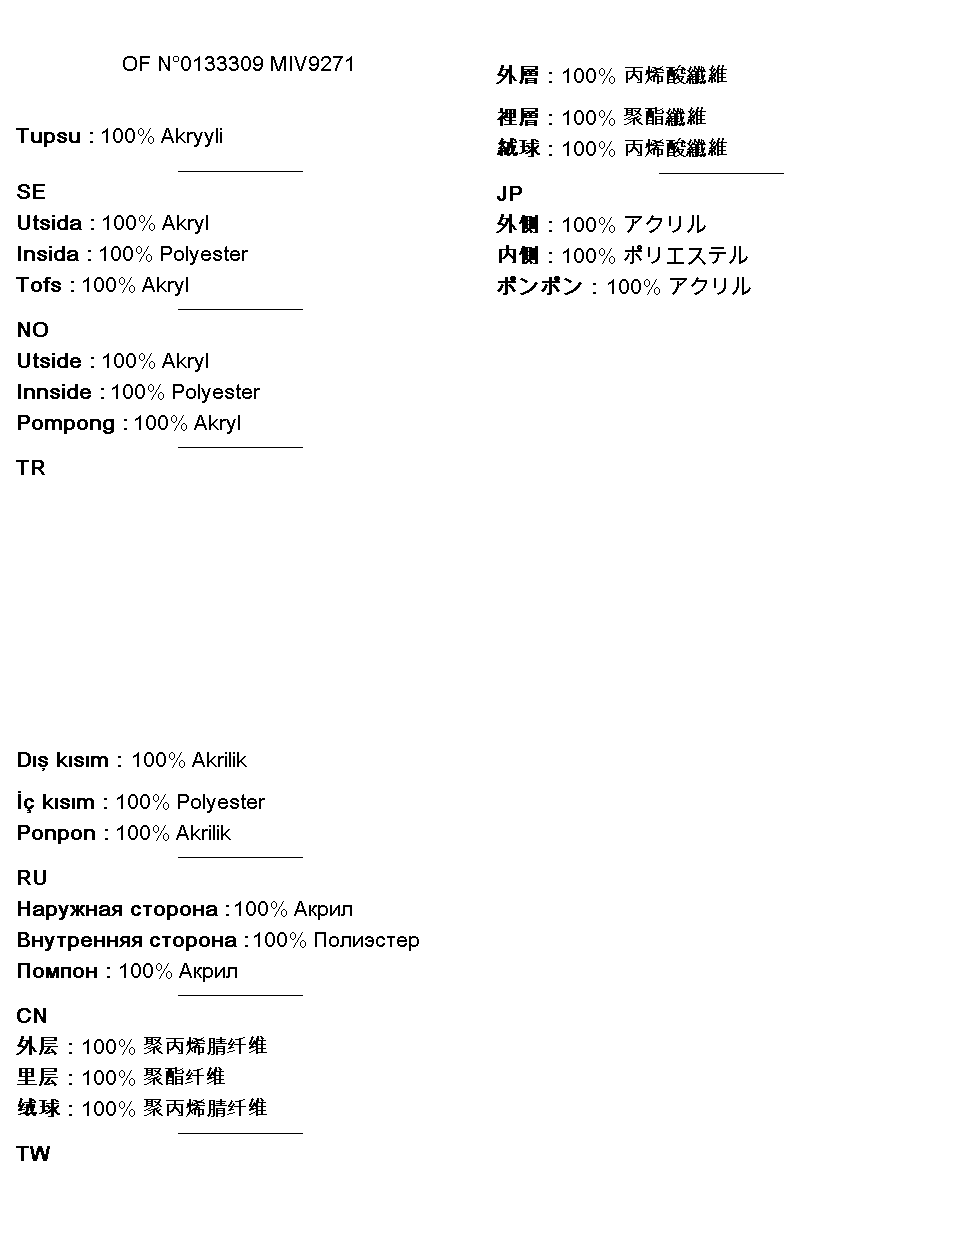 OF N°0133309 MIV9271
Tupsu : 100% Akryyli
SE
Utsida : 100% Akryl
Insida : 100% Polyester
Tofs : 100% Akryl
NO
Utside : 100% Akryl
Innside : 100% Polyester
Pompong : 100% Akryl
TR
Dış kısım : 100% Akrilik
İç kısım : 100% Polyester
Ponpon : 100% Akrilik
RU
Наружная сторона : 100% Акрил
Внутренняя сторона : 100% Полиэстер
Помпон : 100% Акрил
CN
外层 : 100% 聚丙烯腈纤维
里层 : 100% 聚酯纤维
绒球 : 100% 聚丙烯腈纤维
TW
外層 : 100% 丙烯酸纖維
裡層 : 100% 聚酯纖維
絨球 : 100% 丙烯酸纖維
JP
外側 : 100% アクリル
内側 : 100% ポリエステル
ポンポン : 100% アクリル